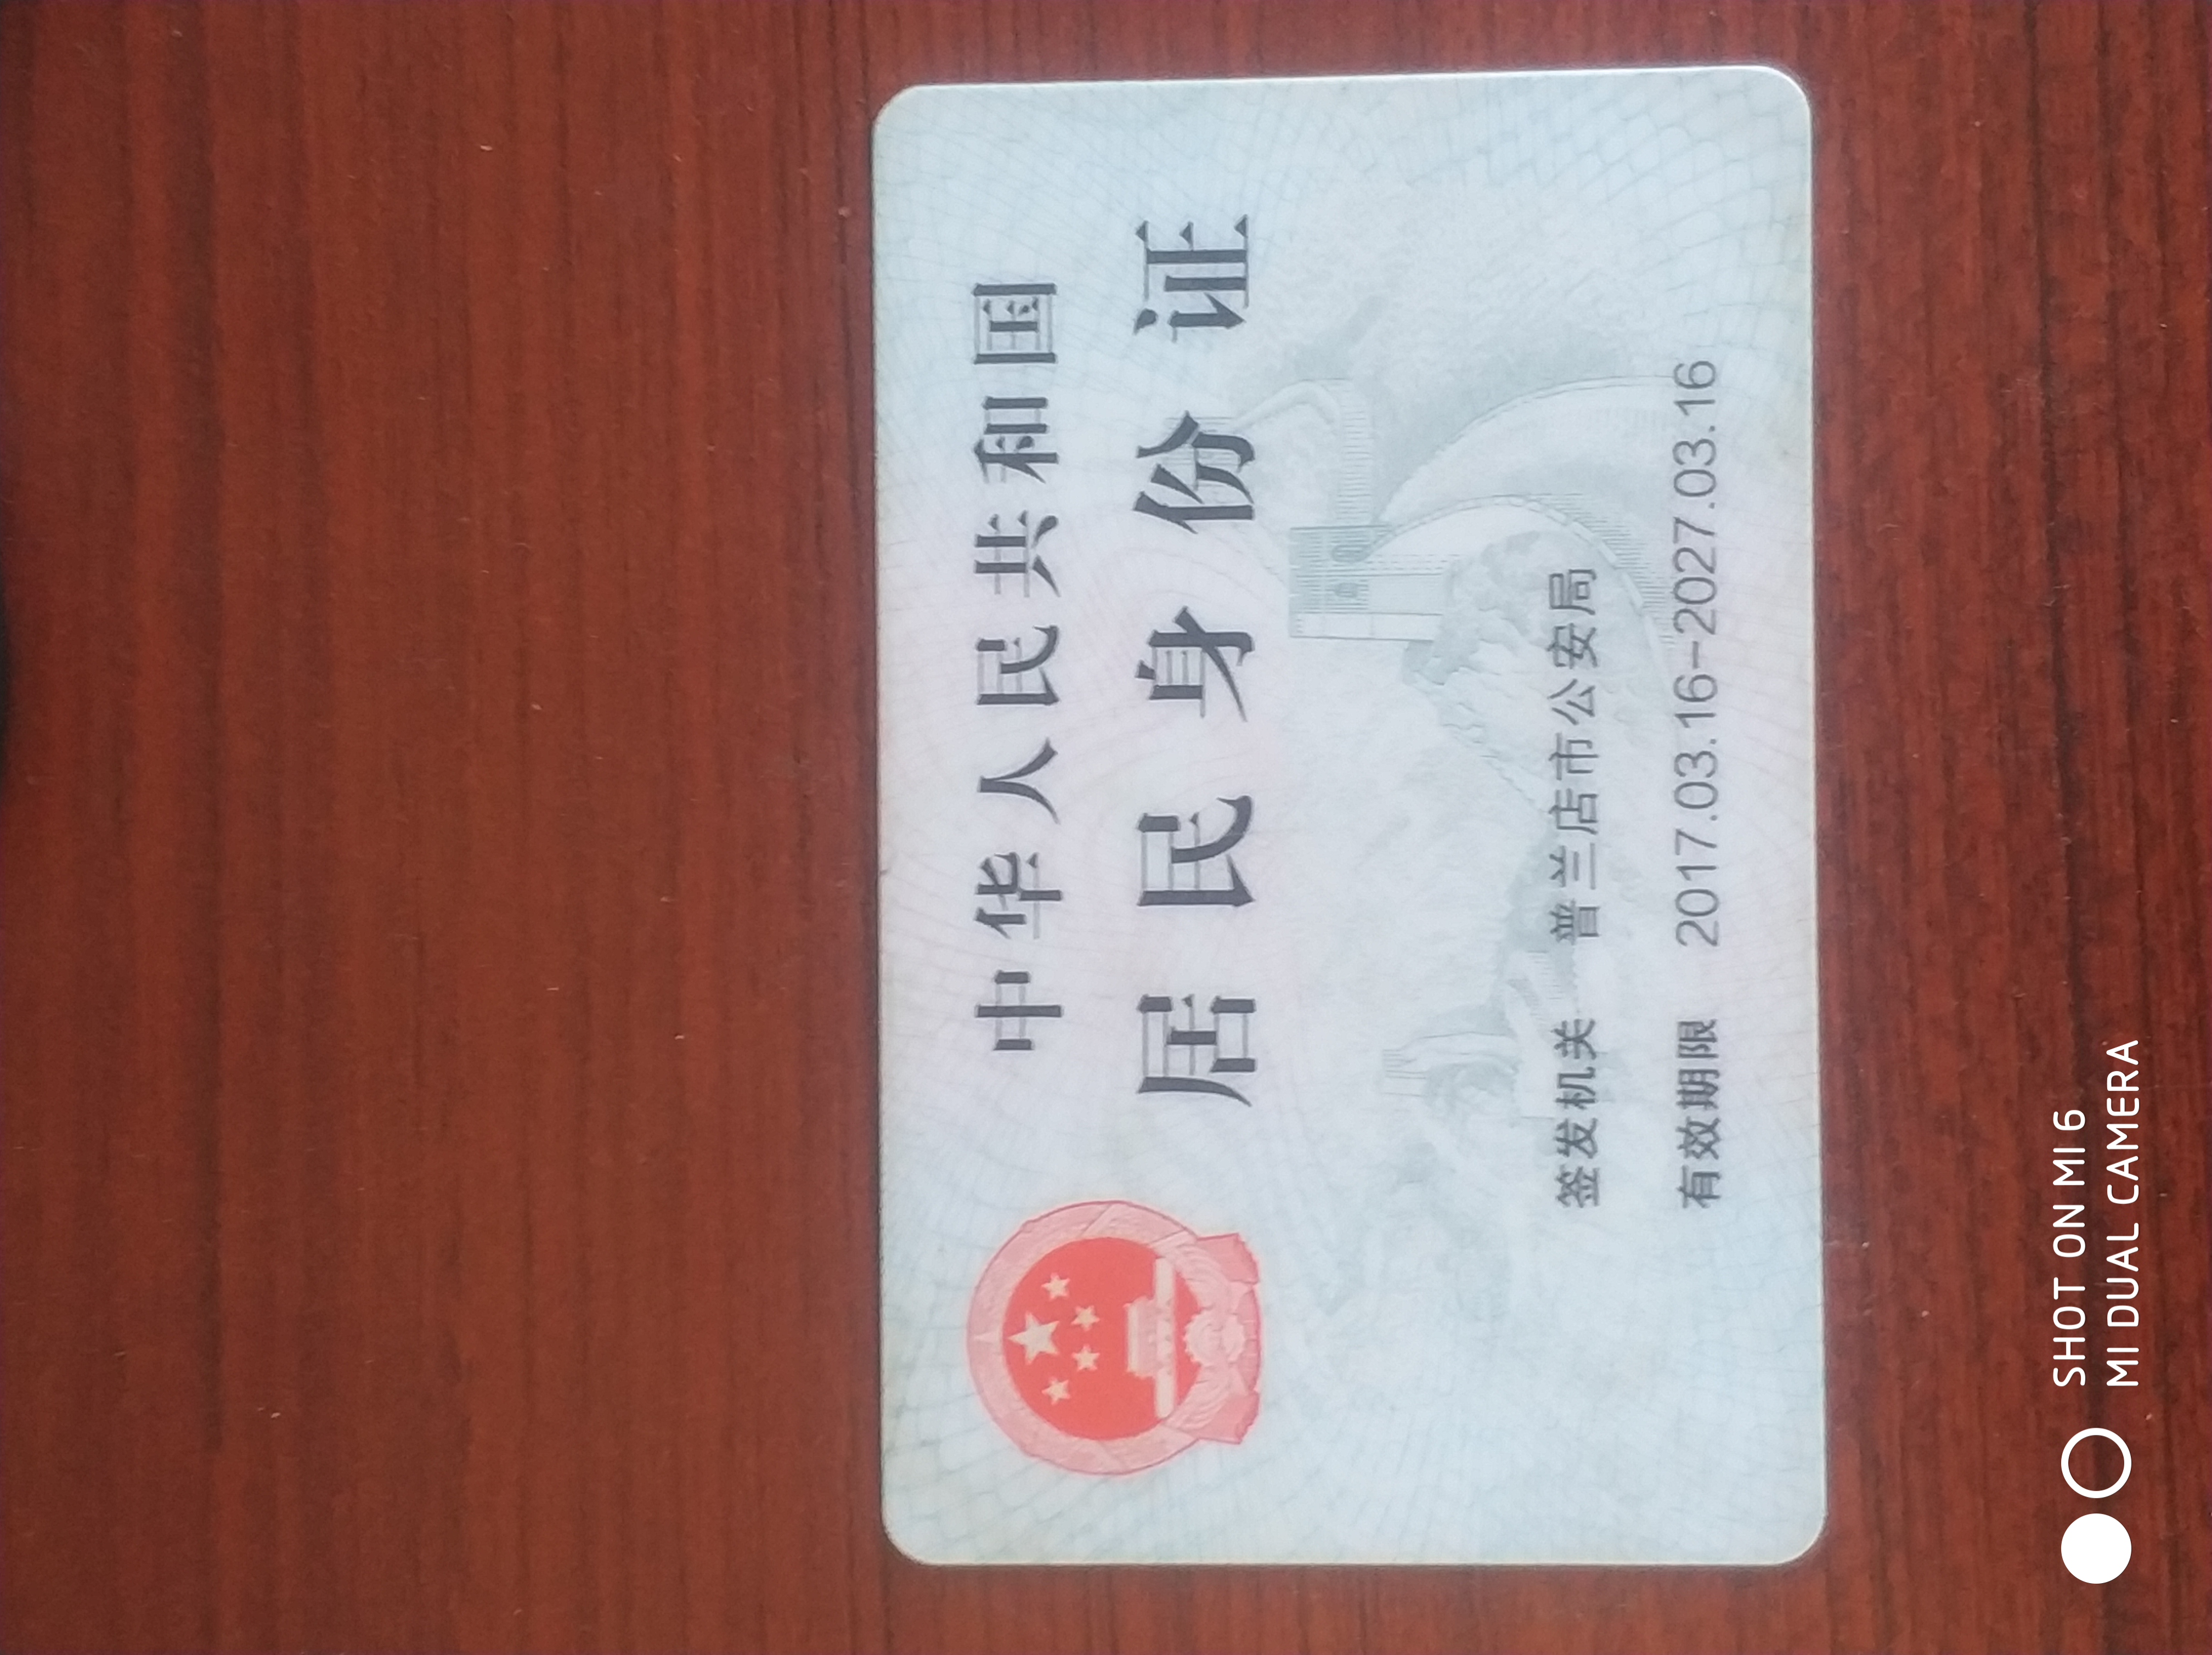 中华人民共和国
居民身份证
签发机关 普兰店市公安局
有效期限 2017.03.16-2027.03.16
SHOT ON MI 6
MI DUAL CAMERA